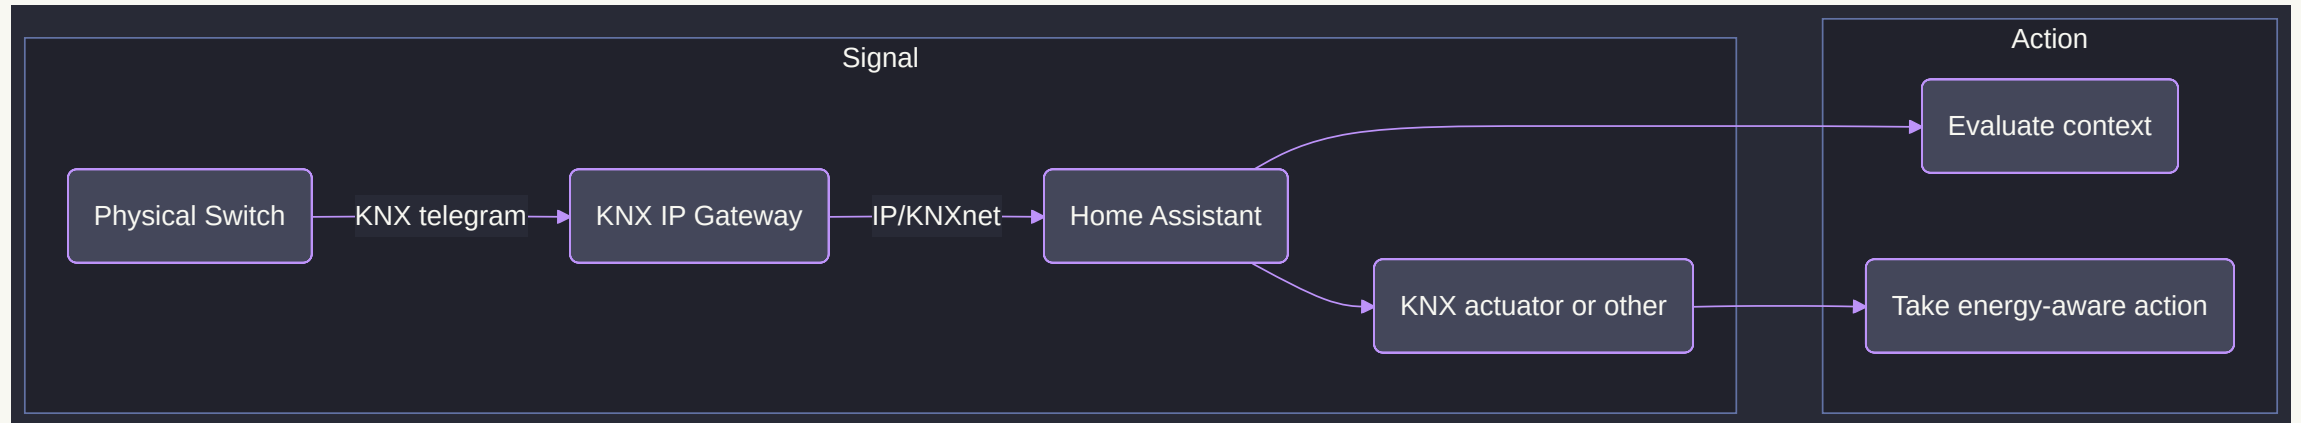 Signal
Physical Switch
KNX telegram
KNX IP Gateway
IP/KNXnet
Home Assistant
KNX actuator or other
Action
Evaluate context
Take energy-aware action